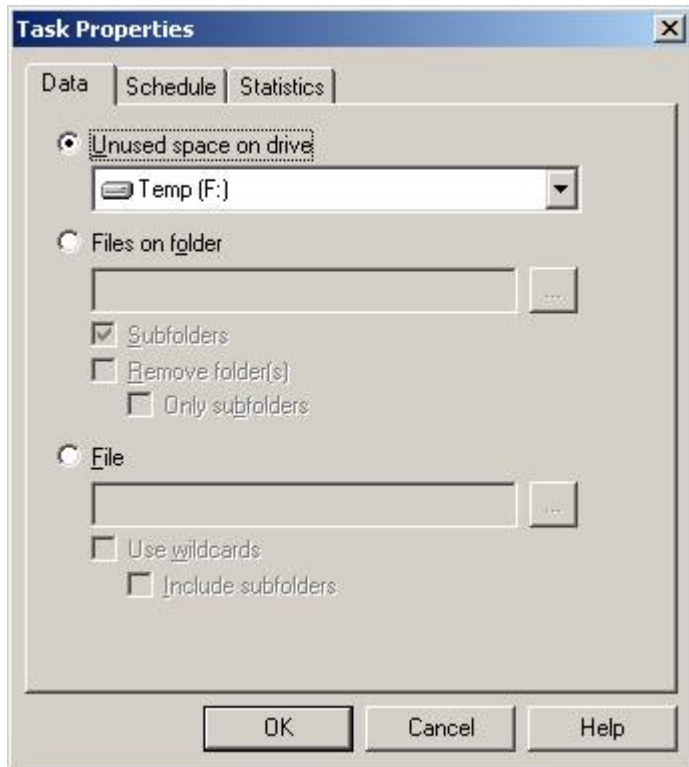 Task Properties
Data Schedule Statistics
Unused space on drive
Temp (F:)
Files on folder
...
Subfolders
Remove folder(s)
Only subfolders
File
...
Use wildcards
Include subfolders
OK Cancel Help